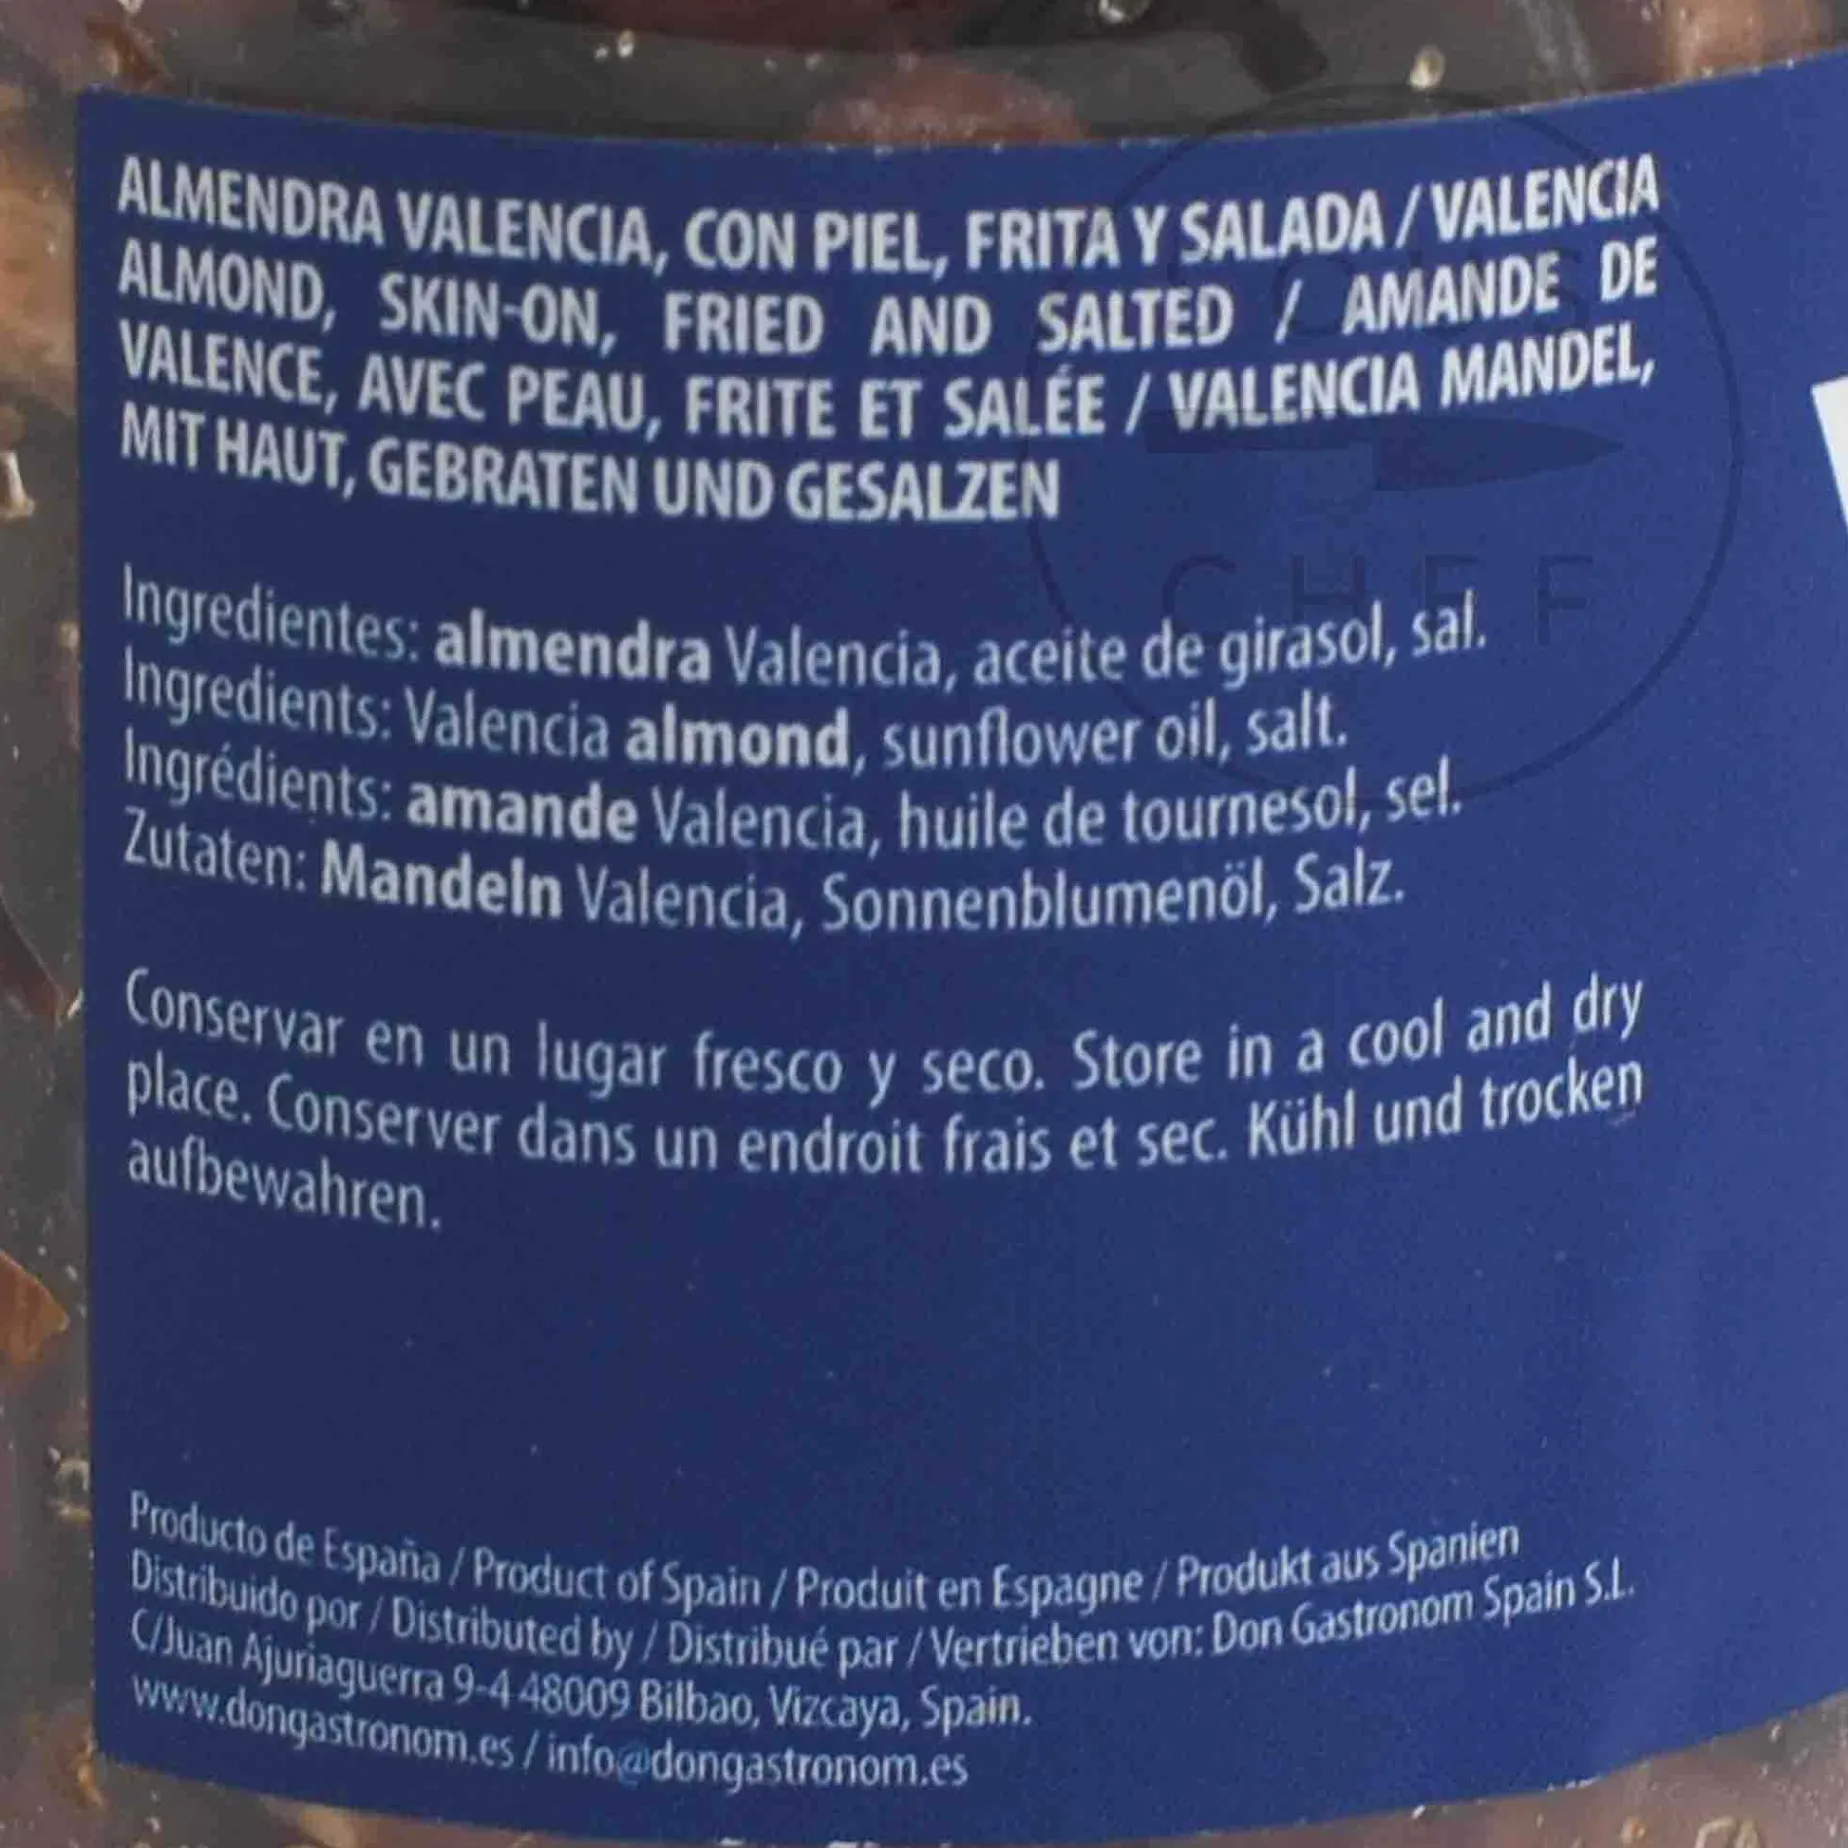 ALMENDRA VALENCIA, CON PIEL, FRITA Y SALADA / VALENCIA
ALMOND, SKIN-ON, FRIED AND SALTED / AMANDE DE
VALENCE, AVEC PEAU, FRITE ET SALÉE / VALENCIA MANDEL,
MIT HAUT, GEBRATEN UND GESALZEN
Ingredientes: almendra Valencia, aceite de girasol, sal.
Ingredients: Valencia almond, sunflower oil, salt.
Ingrédients: amande Valencia, huile de tournesol, sel.
Zutaten: Mandeln Valencia, Sonnenblumenöl, Salz.
Conservar en un lugar fresco y seco. Store in a cool and dry
place. Conserver dans un endroit frais et sec. Kühl und trocken
aufbewahren.
Producto de España / Product of Spain / Produit en Espagne / Produkt aus Spanien
Distribuido por / Distributed by / Distribué par / Vertrieben von: Don Gastronom Spain S.L.
C/Juan Ajuriaguerra 9-4 48009 Bilbao, Vizcaya, Spain.
www.dongastronom.es / info@dongastronom.es
CHEF